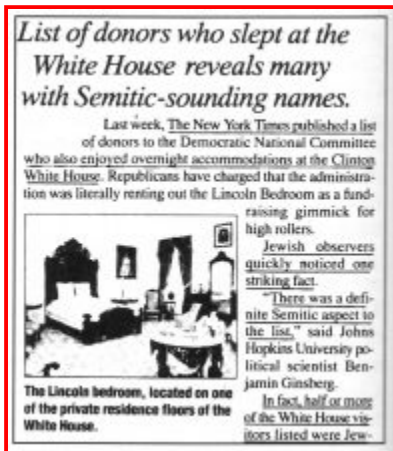 List of donors who slept at the
White House reveals many
with Semitic-sounding names.
Last week, The New York Times published a list
of donors to the Democratic National Committee
who also enjoyed overnight accommodations at the Clinton
White House. Republicans have charged that the administra-
tion was literally renting out the Lincoln Bedroom as a fund-
raising gimmick for
high rollers.
Jewish observers
quickly noticed one
striking fact.
"There was a defi-
nite Semitic aspect to
the list," said Johns
Hopkins University po-
litical scientist Ben-
jamin Ginsberg.
In fact, half or more
of the White House vis-
itors listed were Jew-
The Lincoln bedroom, located on one
of the private residence floors of the
White House.